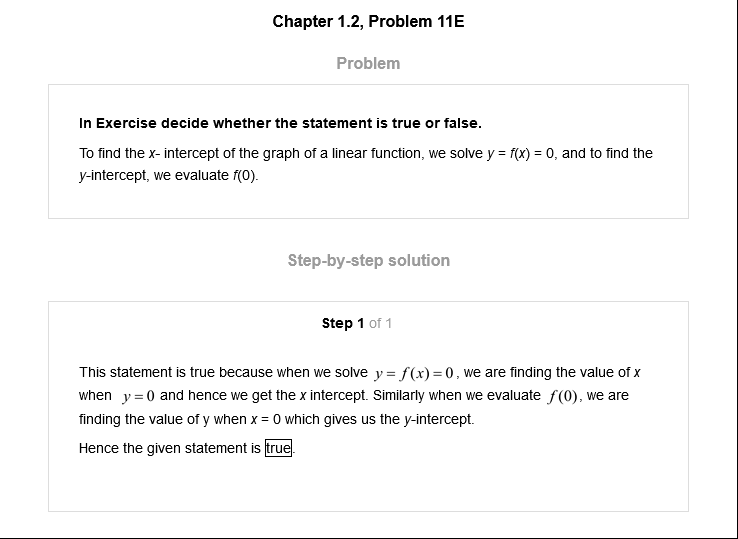 Chapter 1.2, Problem 11E
Problem
In Exercise decide whether the statement is true or false.
To find the x- intercept of the graph of a linear function, we solve y = f(x) = 0, and to find the
y-intercept, we evaluate f(0).
Step-by-step solution
Step 1 of 1
This statement is true because when we solve y = f(x) = 0, we are finding the value of x
when y = 0 and hence we get the x intercept. Similarly when we evaluate f(0), we are
finding the value of y when x = 0 which gives us the y-intercept.
Hence the given statement is true.